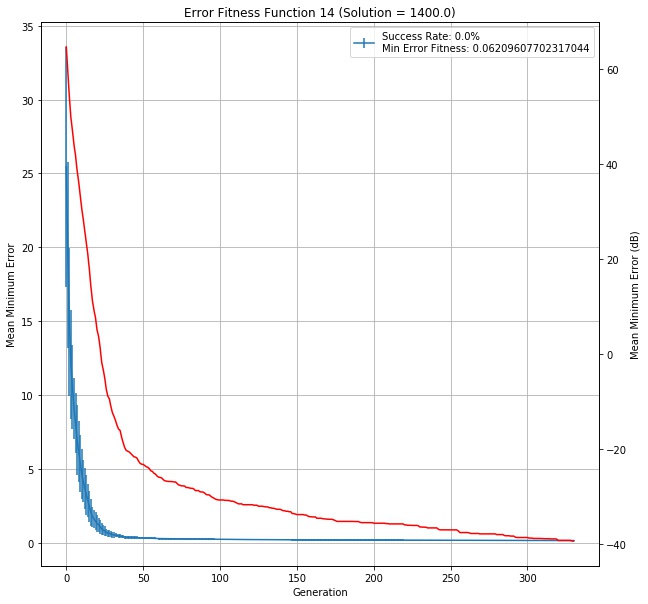 Error Fitness Function 14 (Solution = 1400.0)
Success Rate: 0.0%
Min Error Fitness: 0.06209607702317044
35
30
25
20
15
10
5
0
Mean Minimum Error
60
40
20
0
−20
−40
Mean Minimum Error (dB)
0 50 100 150 200 250 300
Generation